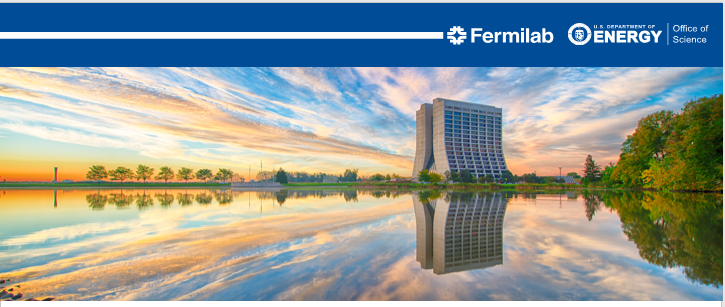 Fermilab
U.S. DEPARTMENT OF
ENERGY
Office of
Science